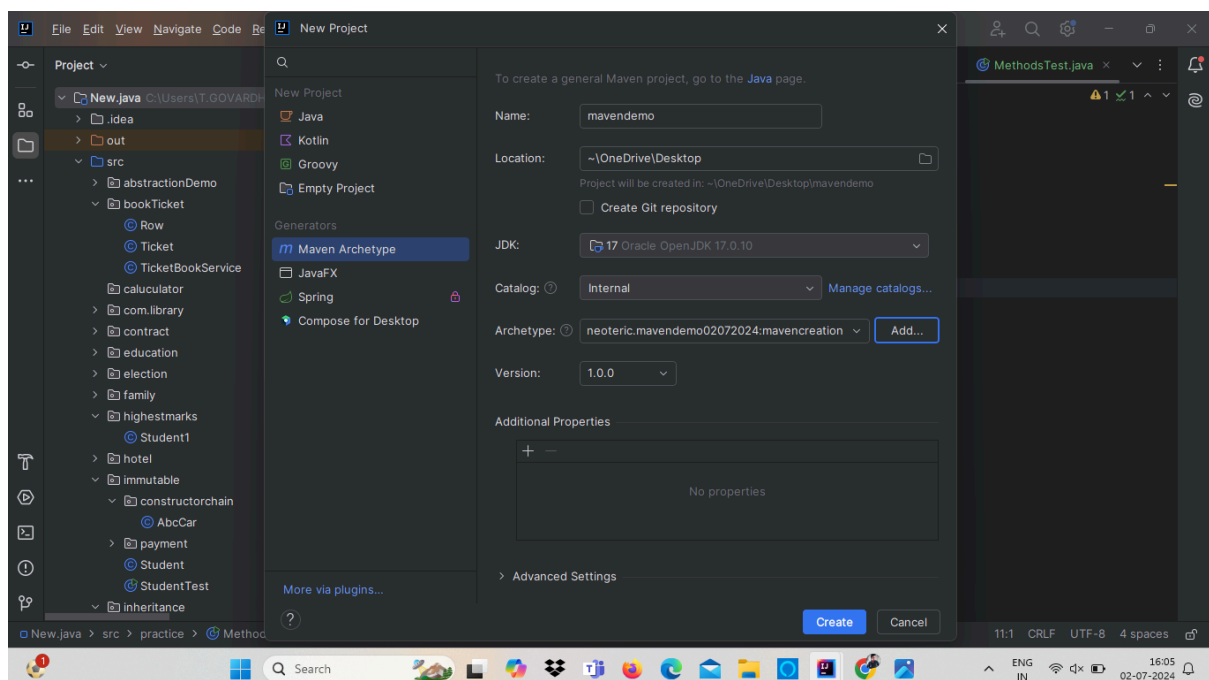 File Edit View Navigate Code Re
New Project
Project
MethodsTest.java
New.java C:\Users\T.GOVARDH
1 1
.idea
out
src
abstractionDemo
bookTicket
Row
Ticket
TicketBookService
caluculator
com.library
contract
education
election
family
highestmarks
Student1
hotel
immutable
constructorchain
AbcCar
payment
Student
StudentTest
inheritance
New Project
Java
Kotlin
Groovy
Empty Project
Generators
Maven Archetype
JavaFX
Spring
Compose for Desktop
More via plugins...
To create a general Maven project, go to the Java page.
Name: mavendemo
Location: ~\OneDrive\Desktop
Project will be created in: ~\OneDrive\Desktop\mavendemo
Create Git repository
JDK: 17 Oracle OpenJDK 17.0.10
Catalog: Internal Manage catalogs...
Archetype: neoteric.mavendemo02072024:mavencreation Add...
Version: 1.0.0
Additional Properties
No properties
Advanced Settings
? Create Cancel
New.java > src > practice > Methoc
11:1 CRLF UTF-8 4 spaces
1
Search
ENG
IN
16:05
02-07-2024